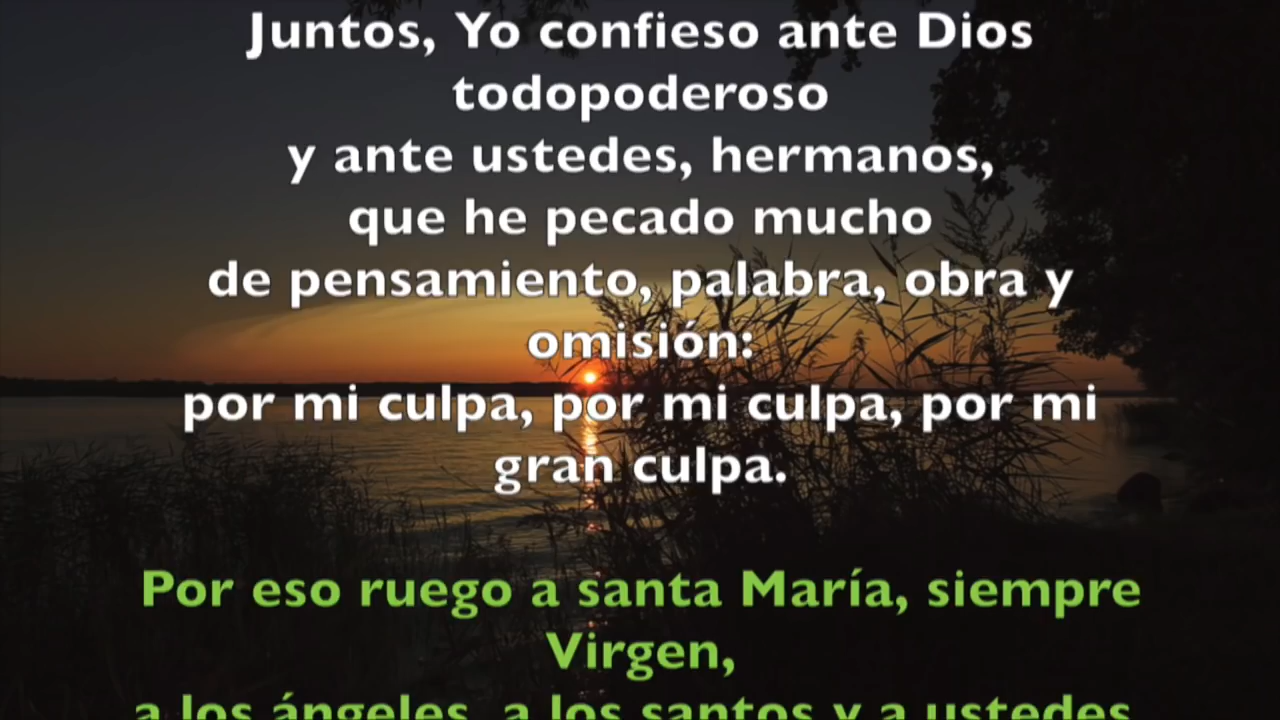 Juntos, Yo confieso ante Dios
todopoderoso
y ante ustedes, hermanos,
que he pecado mucho
de pensamiento, palabra, obra y
omisión:
por mi culpa, por mi culpa, por mi
gran culpa.
Por eso ruego a santa María, siempre
Virgen,
a los ángeles, a los santos y a ustedes